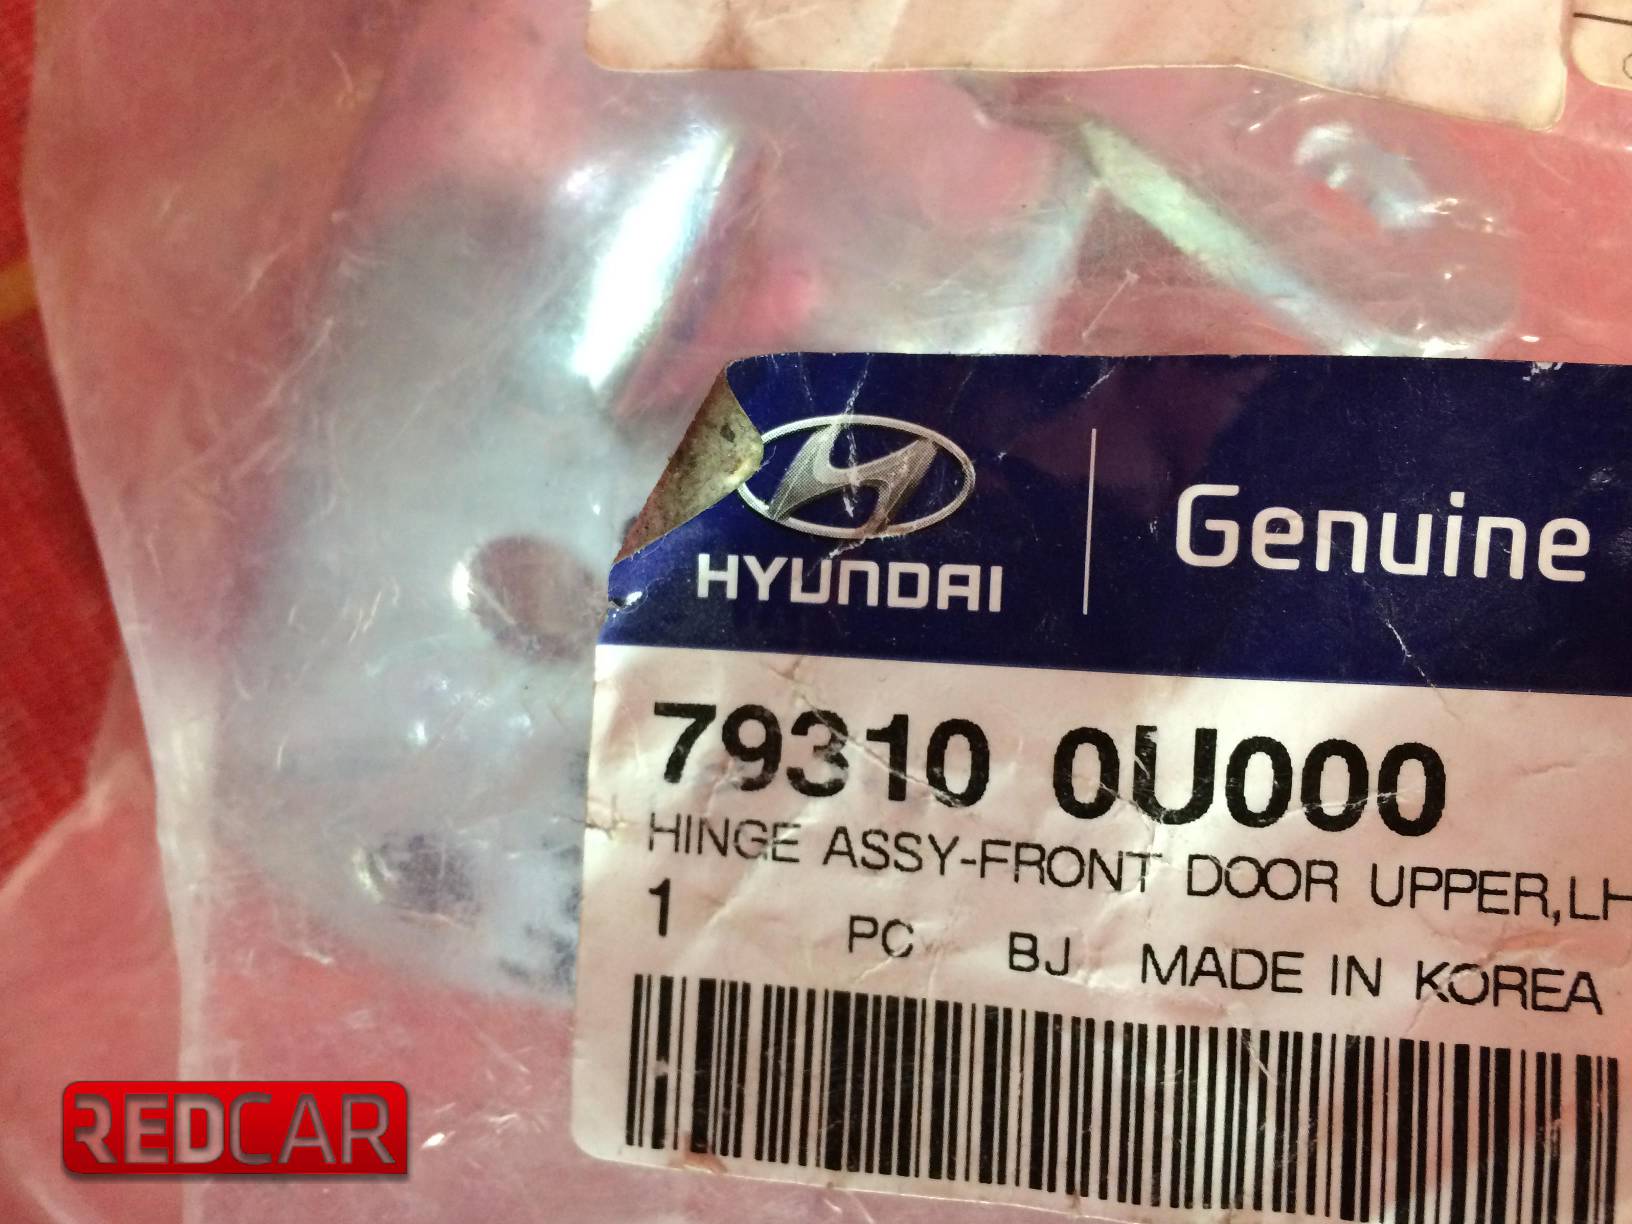 HYUNDAI
Genuine
79310 0U000
HINGE ASSY-FRONT DOOR UPPER,LH
1 PC BJ MADE IN KOREA
REDCAR